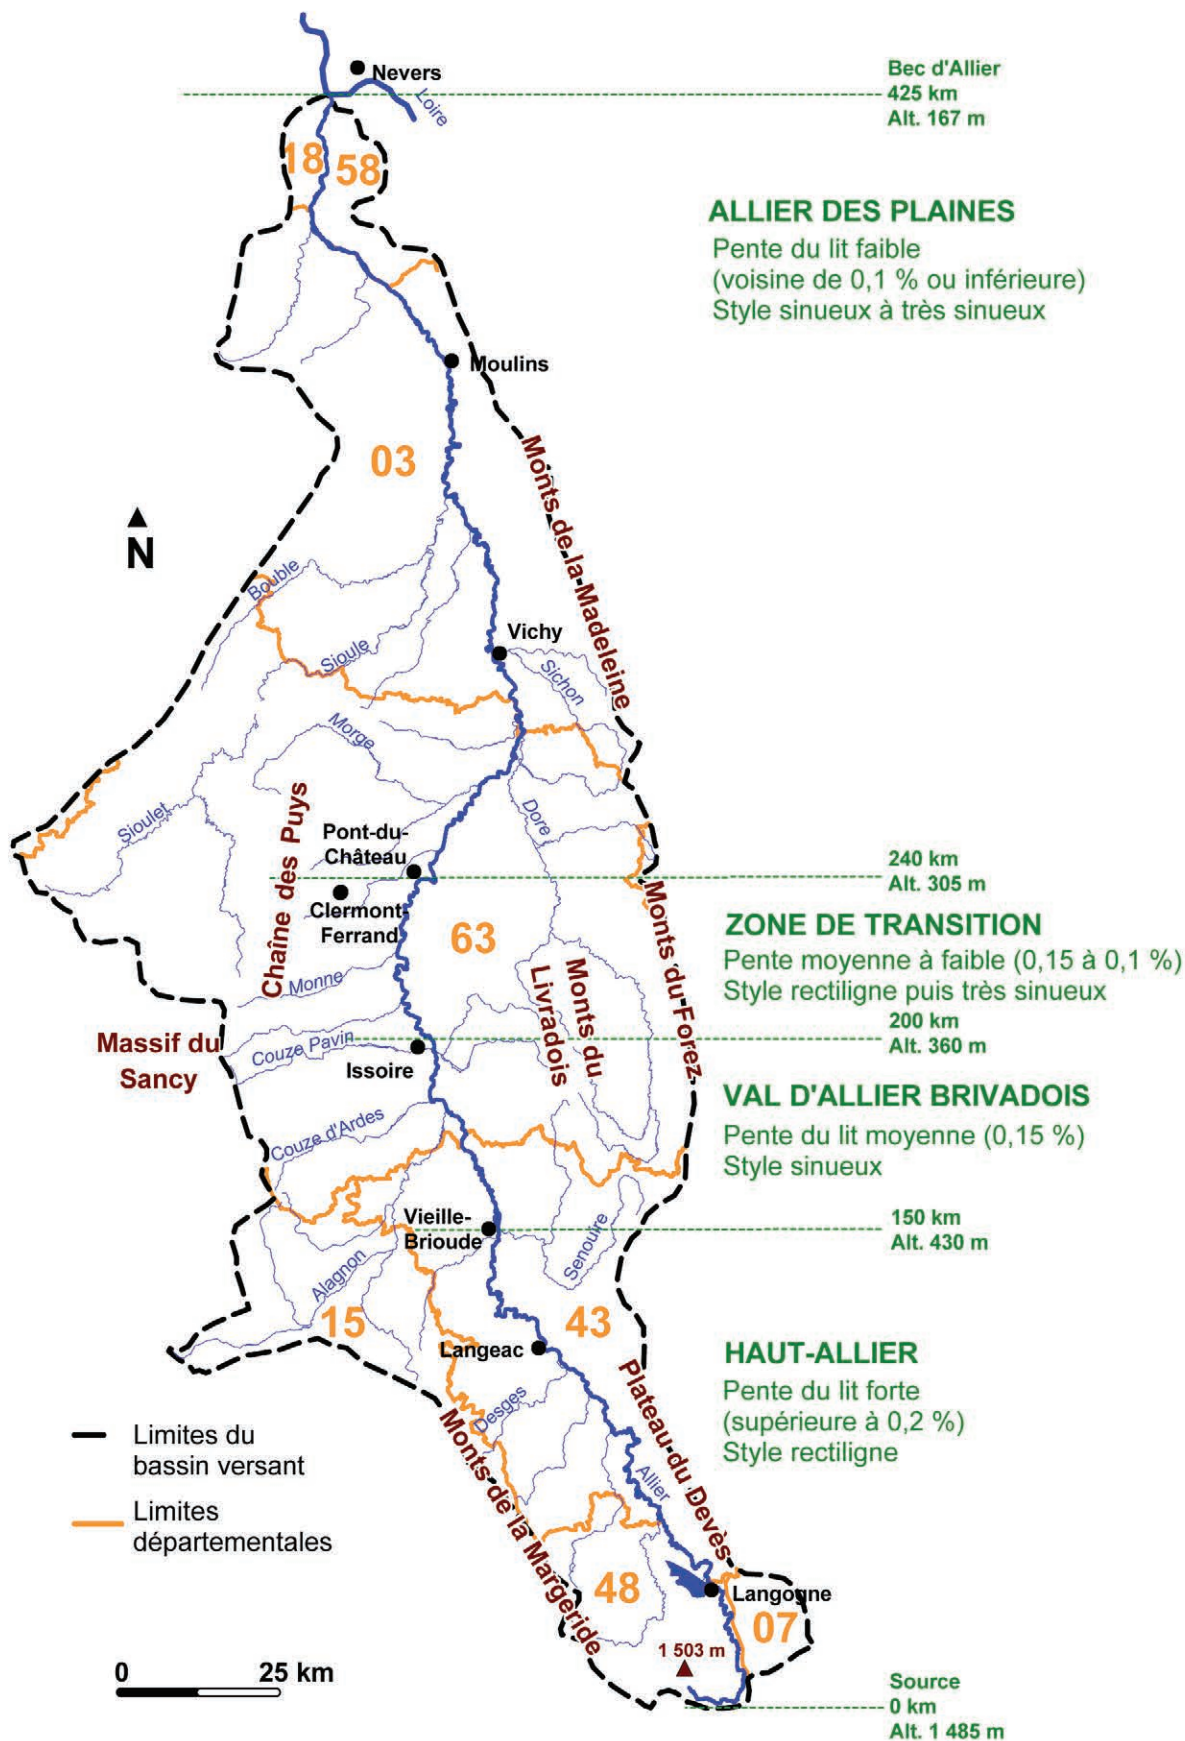 Nevers
Loire
Bec d'Allier
425 km
Alt. 167 m
18
58
ALLIER DES PLAINES
Pente du lit faible
(voisine de 0,1 % ou inférieure)
Style sinueux à très sinueux
Moulins
03
Monts de la Madeleine
N
Bouble
Vichy
Sioule
Sichon
Morge
Sioulet
Chaîne des Puys
Dore
Pont-du-
Château
240 km
Alt. 305 m
Clermont-
Ferrand
63
Monts du Forez
ZONE DE TRANSITION
Pente moyenne à faible (0,15 à 0,1 %)
Style rectiligne puis très sinueux
Monne
Monts du
Livradois
200 km
Alt. 360 m
Massif du
Sancy
Couze Pavin
Issoire
VAL D'ALLIER BRIVADOIS
Pente du lit moyenne (0,15 %)
Style sinueux
Couze d'Ardes
Vieille-
Brioude
150 km
Alt. 430 m
Senouire
Alagnon
15
43
Langeac
HAUT-ALLIER
Pente du lit forte
(supérieure à 0,2 %)
Style rectiligne
Plateau du Devès
Desges
Monts de la Margeride
Allier
Limites du
bassin versant
Limites
départementales
48
Langogne
07
1 503 m
0 25 km
Source
0 km
Alt. 1 485 m